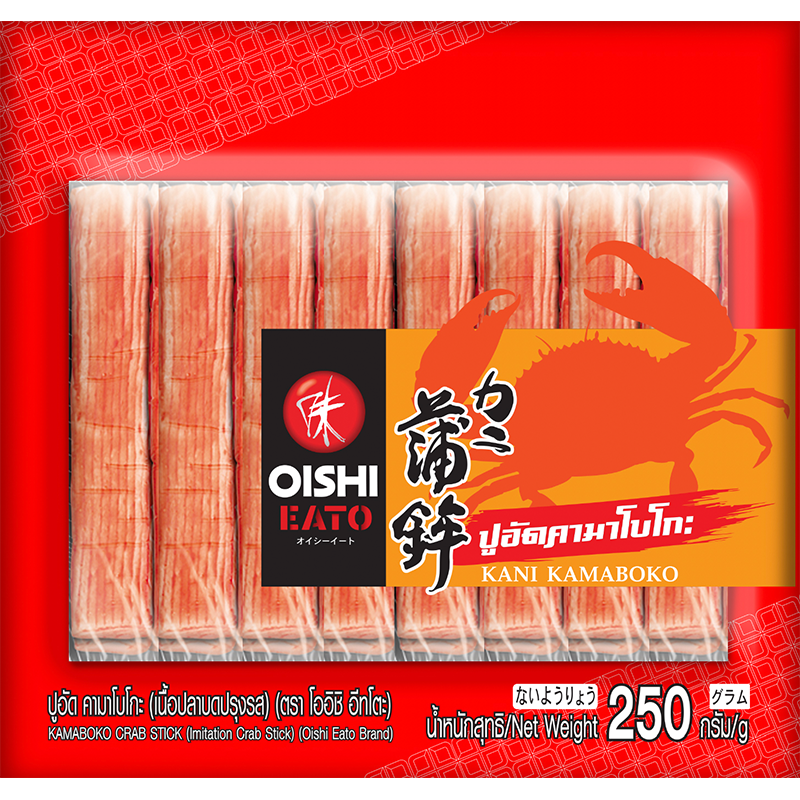 味
OISHI
EATO
オイシーイート
カニ
蒲鉾
ปูอัดคามาโบโกะ
KANI KAMABOKO
ปูอัด คามาโบโกะ (เนื้อปลาบดปรุงรส) (ตรา โออิชิ อีทโตะ)
KAMABOKO CRAB STICK (Imitation Crab Stick) (Oishi Eato Brand)
ないようりょう グラム
น้ำหนักสุทธิ/Net Weight 250 กรัม/g